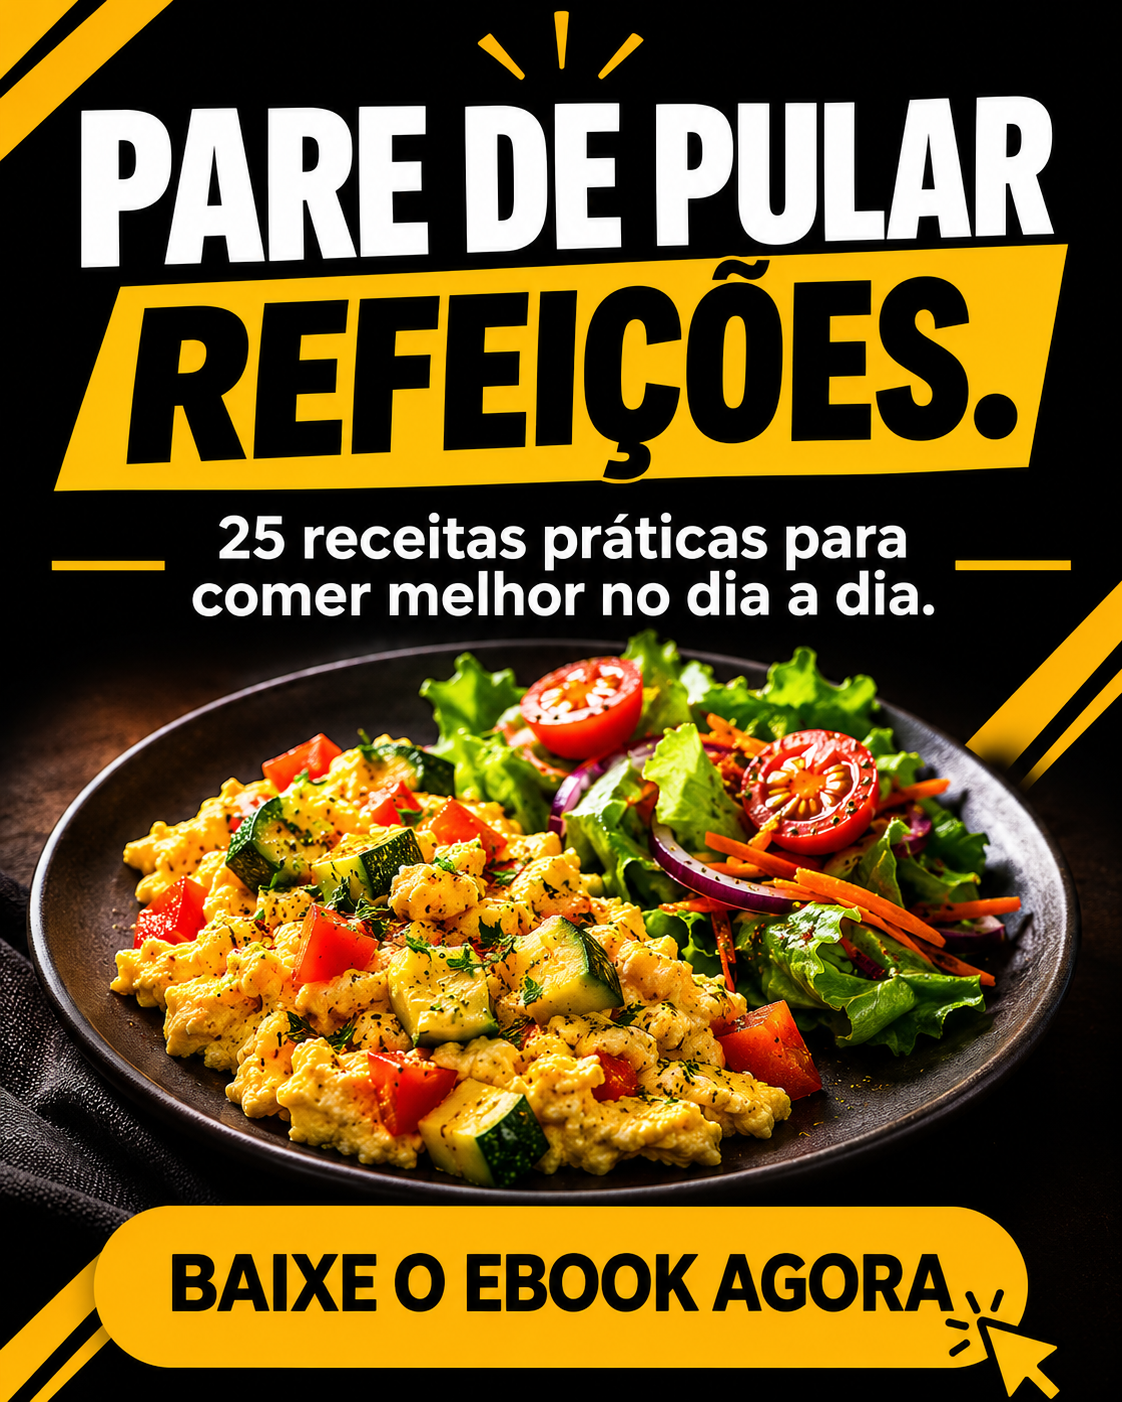 PARE DE PULAR
REFEIÇÕES.
25 receitas práticas para
comer melhor no dia a dia.
BAIXE O EBOOK AGORA